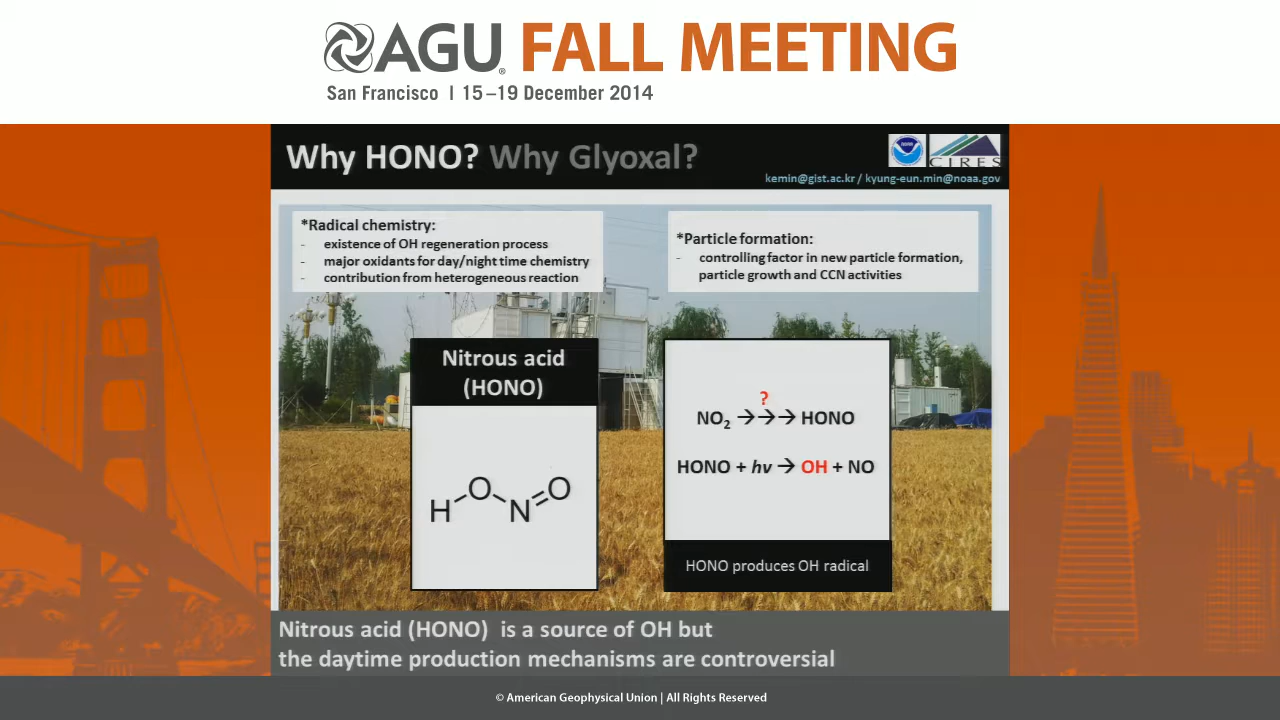 AGU FALL MEETING
San Francisco | 15–19 December 2014
Why HONO? Why Glyoxal?
CIRES
kemin@gist.ac.kr / kyung-eun.min@noaa.gov
*Radical chemistry:
- existence of OH regeneration process
- major oxidants for day/night time chemistry
- contribution from heterogeneous reaction
*Particle formation:
- controlling factor in new particle formation,
particle growth and CCN activities
Nitrous acid
(HONO)
H O N O
?
NO₂ →→→ HONO
HONO + hν → OH + NO
HONO produces OH radical
Nitrous acid (HONO) is a source of OH but
the daytime production mechanisms are controversial
© American Geophysical Union | All Rights Reserved